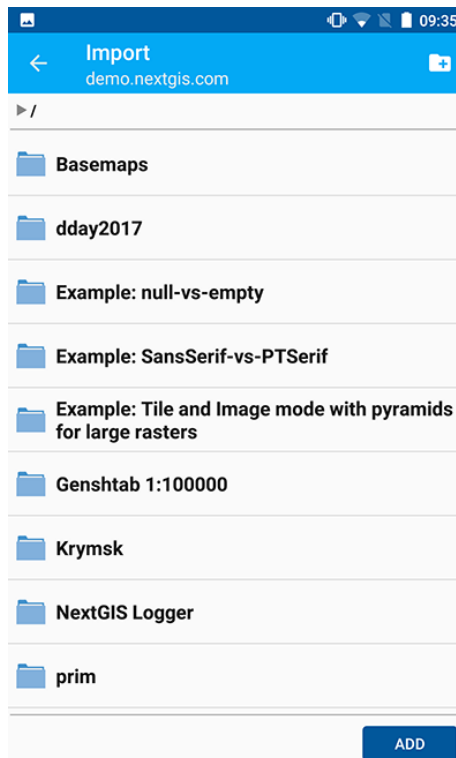 09:35
Import
demo.nextgis.com
/
Basemaps
dday2017
Example: null-vs-empty
Example: SansSerif-vs-PTSerif
Example: Tile and Image mode with pyramids
for large rasters
Genshtab 1:100000
Krymsk
NextGIS Logger
prim
ADD